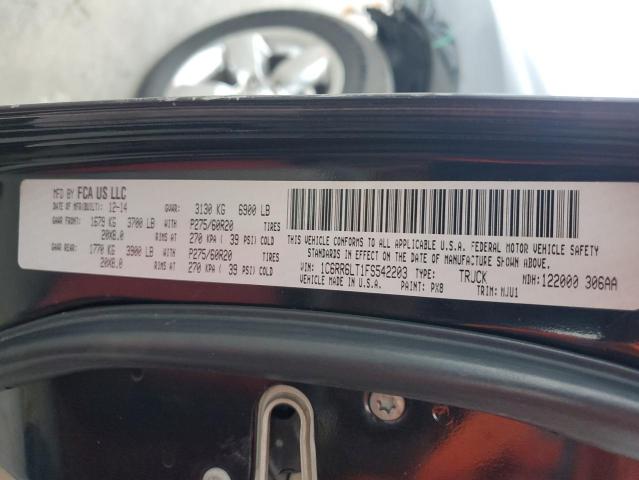 MFD BY FCA US LLC
DATE OF MFR(BUILT): 12-14 GVWR: 3130 KG 6900 LB
GAWR FRONT: 1679 KG 3700 LB WITH P275/60R20 TIRES
20X8.0 RIMS AT 270 KPA ( 39 PSI) COLD
GAWR REAR: 1770 KG 3900 LB WITH P275/60R20 TIRES
20X8.0 RIMS AT 270 KPA ( 39 PSI) COLD
THIS VEHICLE CONFORMS TO ALL APPLICABLE U.S.A. FEDERAL MOTOR VEHICLE SAFETY
STANDARDS IN EFFECT ON THE DATE OF MANUFACTURE SHOWN ABOVE.
VIN: 1C6RR6LT1FS542203 TYPE: TRUCK MDH: 122000 306AA
VEHICLE MADE IN U.S.A. PAINT: PX8 TRIM: MJU1